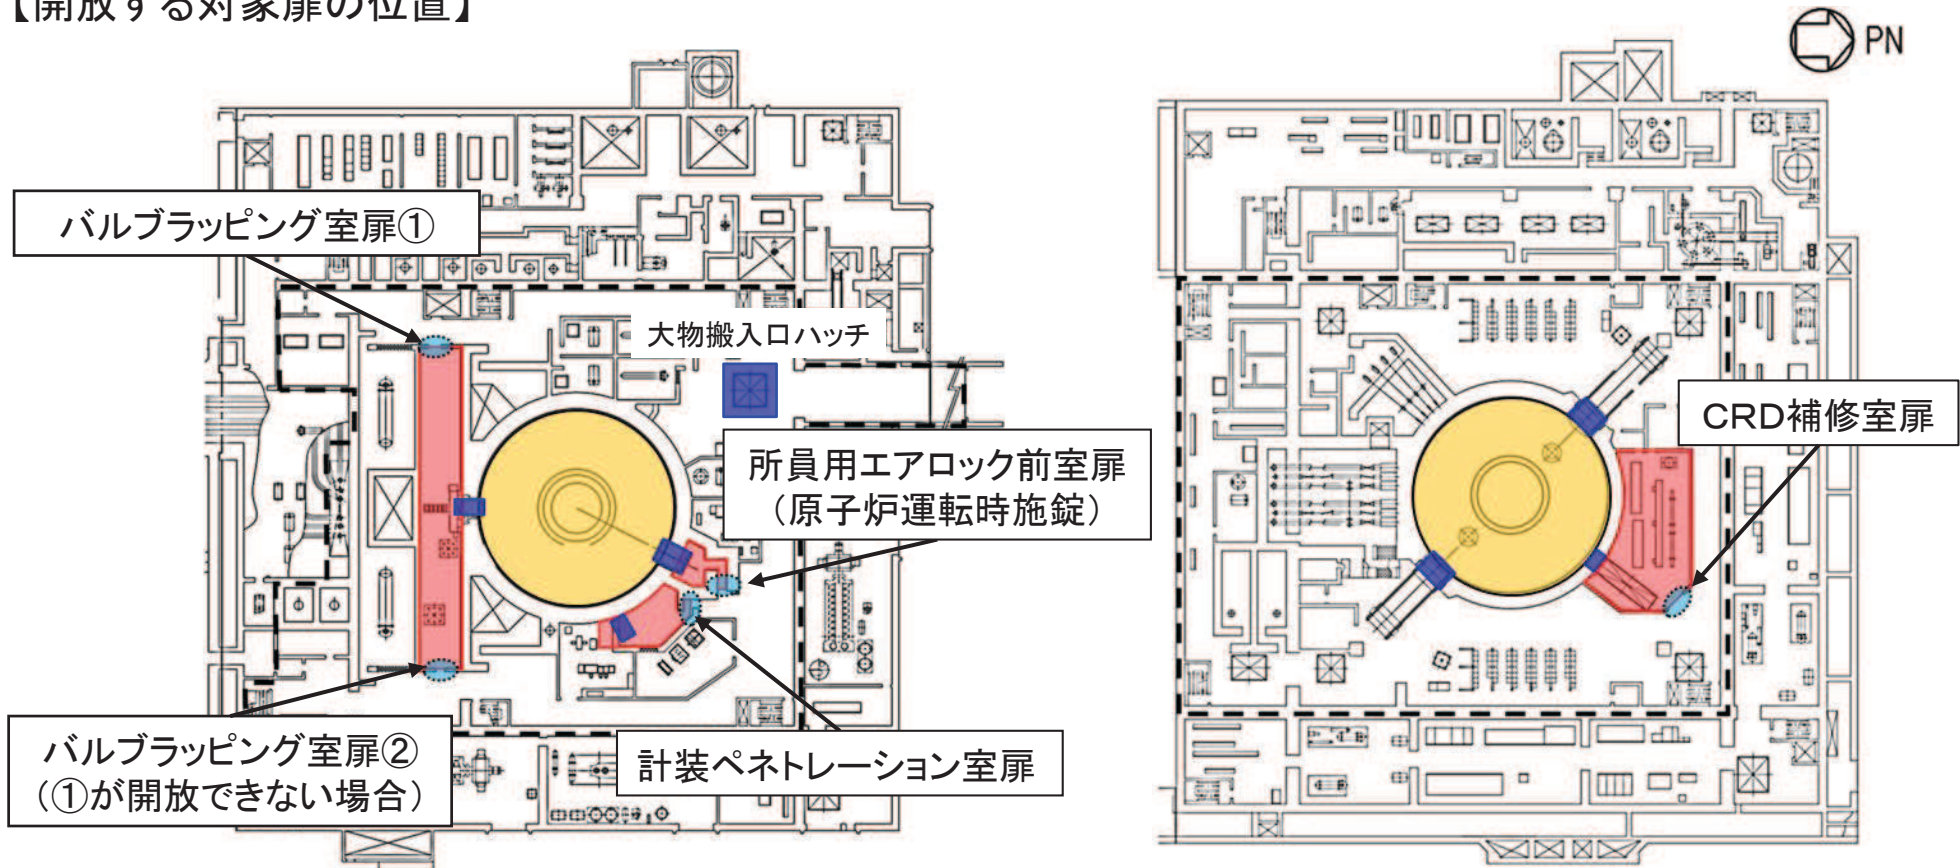 【開放する対象扉の位置】
PN
バルブラッピング室扉①
大物搬入口ハッチ
所員用エアロック前室扉
（原子炉運転時施錠）
CRD補修室扉
バルブラッピング室扉②
（①が開放できない場合）
計装ペネトレーション室扉